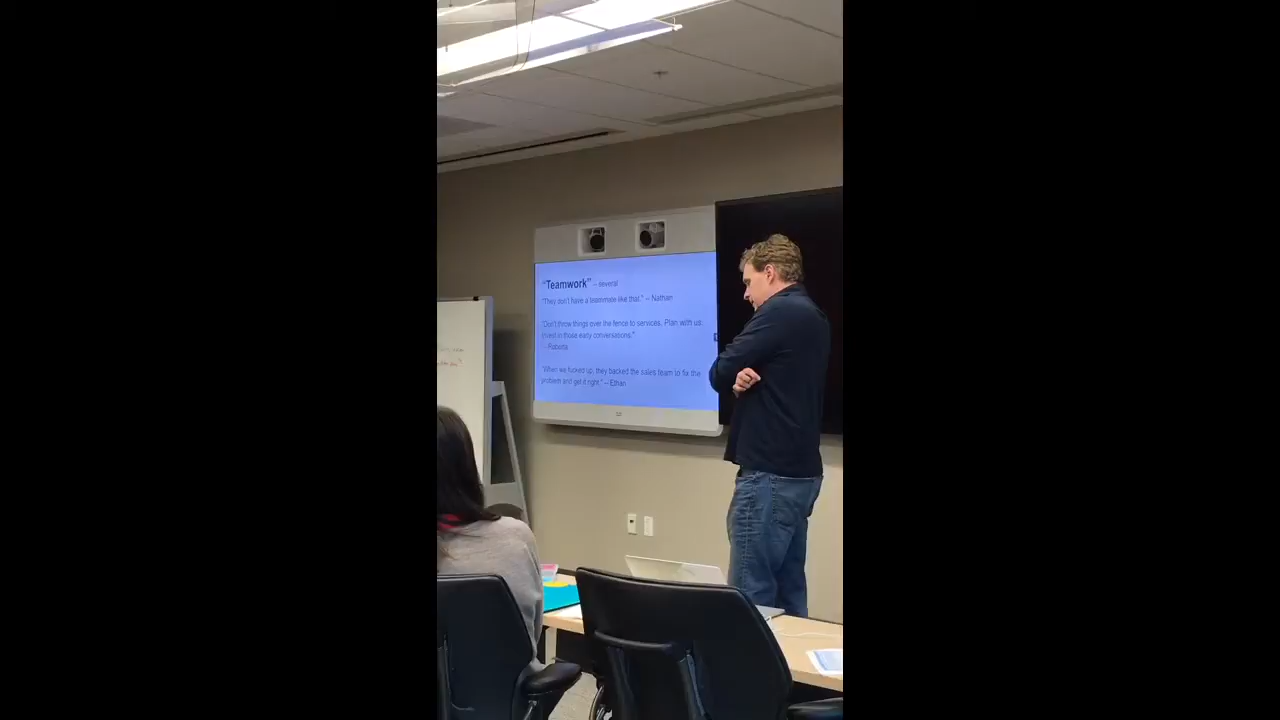 "Teamwork" – several
"They don't have a teammate like that." – Nathan
"Don't throw things over the fence to services. Plan with us.
Invest in those early conversations."
– Roberta
"When we fucked up, they backed the sales team to fix the
problem and get it right." – Ethan